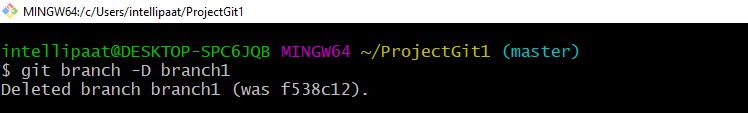 MINGW64:/c/Users/intellipaat/ProjectGit1
intellipaat@DESKTOP-SPC6JQB MINGW64 ~/ProjectGit1 (master)
$ git branch -D branch1
Deleted branch branch1 (was f538c12).